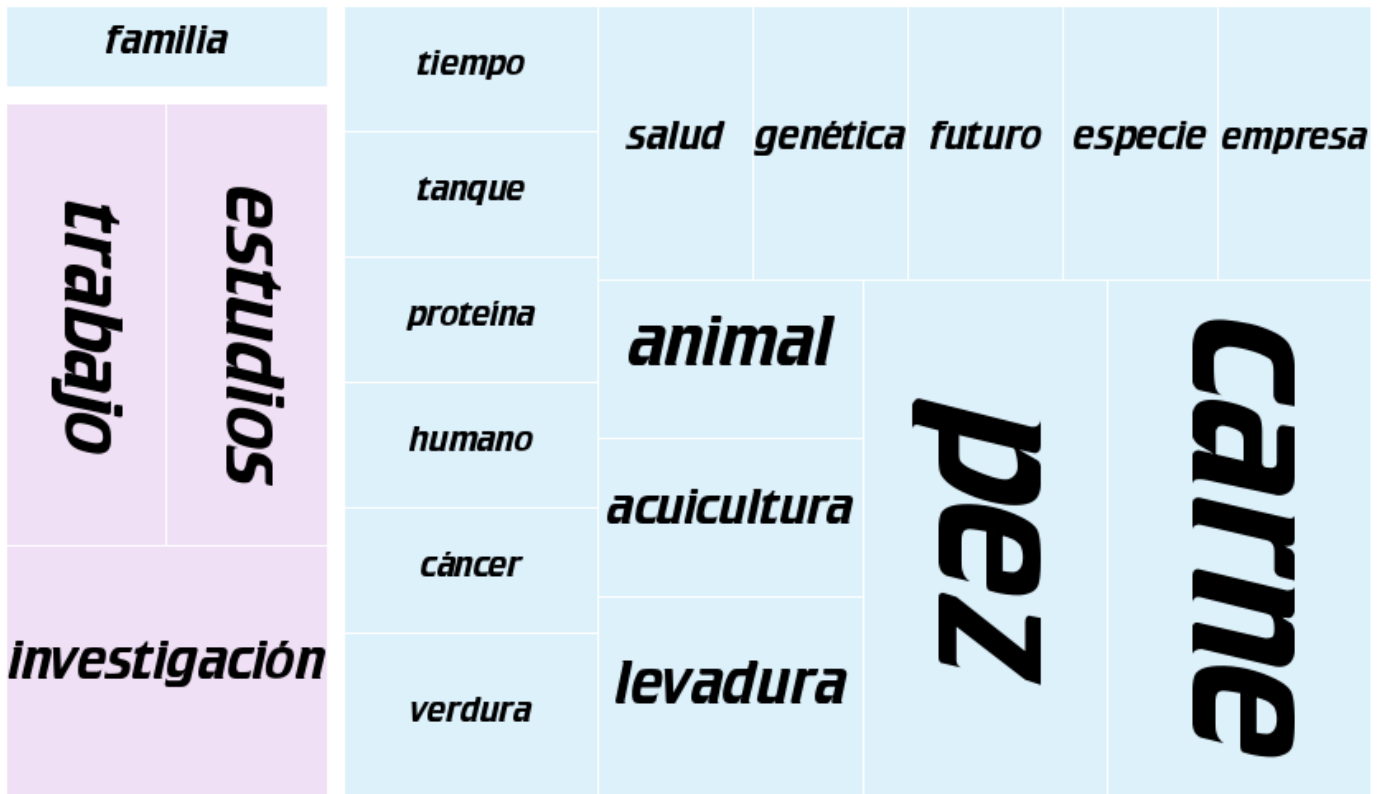 familia
trabajo
estudios
investigación
tiempo
tanque
proteína
humano
cáncer
verdura
salud
genética
futuro
especie
empresa
animal
acuicultura
levadura
pez
carne